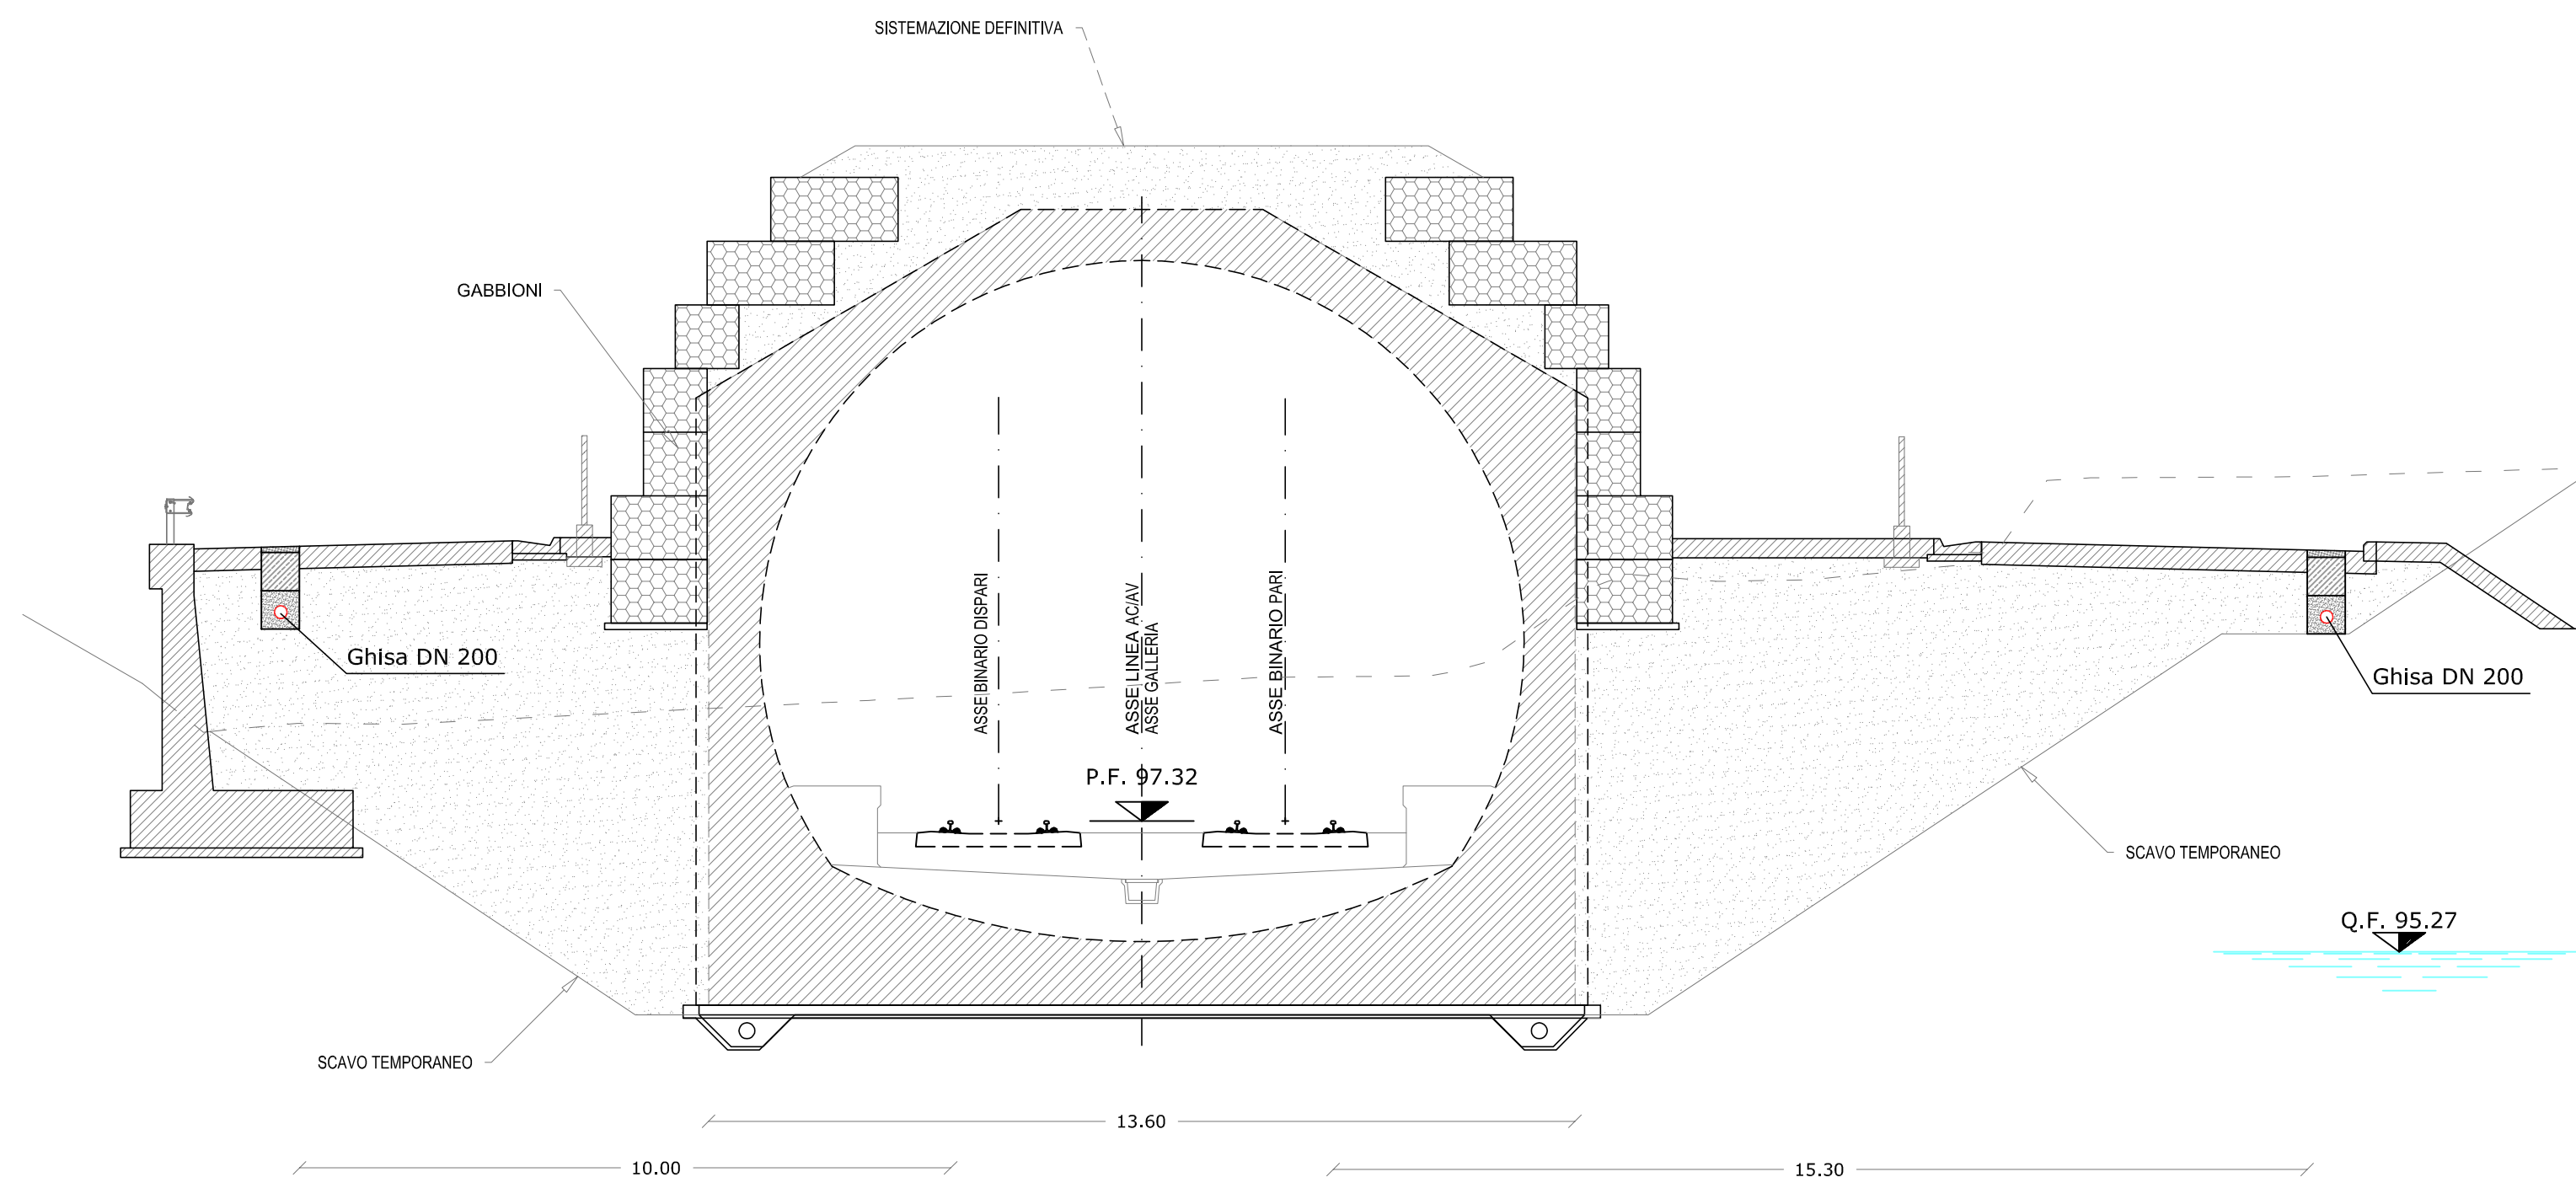 SISTEMAZIONE DEFINITIVA
GABBIONI
Ghisa DN 200
ASSE BINARIO DISPARI
ASSE LINEA AC/AV
ASSE GALLERIA
ASSE BINARIO PARI
Ghisa DN 200
P.F. 97.32
SCAVO TEMPORANEO
Q.F. 95.27
SCAVO TEMPORANEO
13.60
10.00
15.30